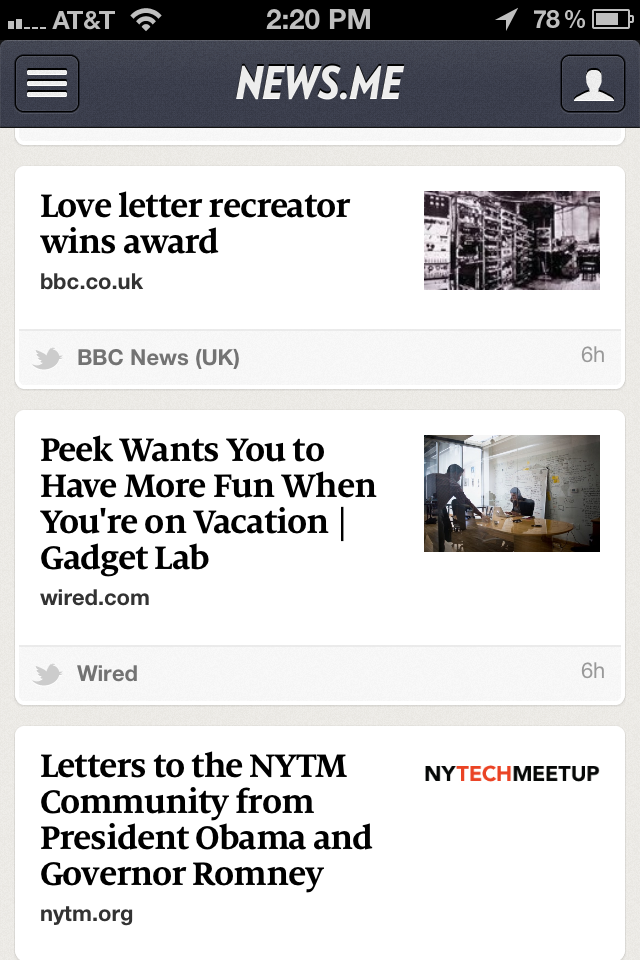 AT&T 2:20 PM 78 %
NEWS.ME
Love letter recreator
wins award
bbc.co.uk
BBC News (UK) 6h
Peek Wants You to
Have More Fun When
You're on Vacation |
Gadget Lab
wired.com
Wired 6h
Letters to the NYTM
Community from
President Obama and
Governor Romney
nytm.org
NYTECHMEETUP